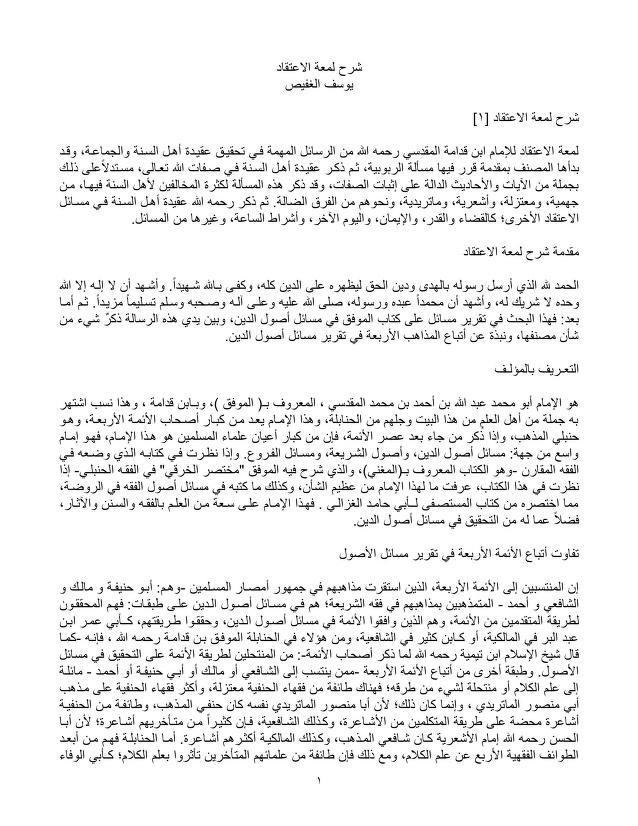 شرح لمعة الاعتقاد
يوسف الغفيص
شرح لمعة الاعتقاد [١]
لمعة الاعتقاد للإمام ابن قدامة المقدسي رحمه الله من الرسائل المهمة في تحقيق عقيدة أهل السنة والجماعة، وقد
بدأها المصنف بمقدمة قرر فيها مسألة الربوبية، ثم ذكر عقيدة أهل السنة في صفات الله تعالى، مستدلاًعلى ذلك
بجملة من الآيات والأحاديث الدالة على إثبات الصفات، وقد ذكر هذه المسألة لكثرة المخالفين لأهل السنة فيها، من
جهمية، ومعتزلة، وأشعرية، وماتريدية، ونحوهم من الفرق الضالة. ثم ذكر رحمه الله عقيدة أهل السنة في مسائل
الاعتقاد الأخرى؛ كالقضاء والقدر، والإيمان، واليوم الآخر، وأشراط الساعة، وغيرها من المسائل.
مقدمة شرح لمعة الاعتقاد
الحمد لله الذي أرسل رسوله بالهدى ودين الحق ليظهره على الدين كله، وكفى بالله شهيداً. وأشهد أن لا إله إلا الله
وحده لا شريك له، وأشهد أن محمداً عبده ورسوله، صلى الله عليه وعلى آله وصحبه وسلم تسليماً مزيداً. ثم أما
بعد: فهذا البحث في تقرير مسائل على كتاب الموفق في مسائل أصول الدين، وبين يدي هذه الرسالة ذكرٌ شيء من
شأن مصنفها، ونبذة عن أتباع المذاهب الأربعة في تقرير مسائل أصول الدين.
التعريف بالمؤلف
هو الإمام أبو محمد عبد الله بن أحمد بن محمد المقدسي ، المعروف بـ( الموفق )، وبابن قدامة ، وهذا نسب اشتهر
به جملة من أهل العلم من هذا البيت وجلهم من الحنابلة، وهذا الإمام يعد من كبار أصحاب الأئمة الأربعة، وهو
حنبلي المذهب، وإذا ذكر من جاء بعد عصر الأئمة، فإن من كبار أعيان علماء المسلمين هو هذا الإمام، فهو إمام
واسع من جهة: مسائل أصول الدين، وأصول الشريعة، ومسائل الفروع. وإذا نظرت في كتابه الذي وضعه في
الفقه المقارن -وهو الكتاب المعروف بـ(المغني)، والذي شرح فيه الموفق "مختصر الخرقي" في الفقه الحنبلي- إذا
نظرت في هذا الكتاب، عرفت ما لهذا الإمام من عظيم الشأن، وكذلك ما كتبه في مسائل أصول الفقه في الروضة،
مما اختصره من كتاب المستصفى لـأبي حامد الغزالي . فهذا الإمام على سعة من العلم بالفقه والسنن والآثار،
فضلاً عما له من التحقيق في مسائل أصول الدين.
تفاوت أتباع الأئمة الأربعة في تقرير مسائل الأصول
إن المنتسبين إلى الأئمة الأربعة، الذين استقرت مذاهبهم في جمهور أمصار المسلمين -وهم: أبو حنيفة و مالك و
الشافعي و أحمد - المتمذهبين بمذاهبهم في فقه الشريعة؛ هم في مسائل أصول الدين على طبقات: فهم المحققون
لطريقة المتقدمين من الأئمة، وهم الذين وافقوا الأئمة في مسائل أصول الدين، وحققوا طريقتهم، كـأبي عمر ابن
عبد البر في المالكية، أو كـابن كثير في الشافعية، ومن هؤلاء في الحنابلة الموفق بن قدامة رحمه الله ، فإنه -كما
قال شيخ الإسلام ابن تيمية رحمه الله لما ذكر أصحاب الأئمة-: من المنتحلين لطريقة الأئمة على التحقيق في مسائل
الأصول. وطبقة أخرى من أتباع الأئمة الأربعة -ممن ينتسب إلى الشافعي أو مالك أو أبي حنيفة أو أحمد - مائلة
إلى علم الكلام أو منتحلة لشيء من طرقه؛ فهناك طائفة من فقهاء الحنفية معتزلة، وأكثر فقهاء الحنفية على مذهب
أبي منصور الماتريدي ، وإنما كان ذلك؛ لأن أبا منصور الماتريدي نفسه كان حنفي المذهب، وطائفة من الحنفية
أشاعرة محضة على طريقة المتكلمين من الأشاعرة، وكذلك الشافعية، فإن كثيراً من متأخريهم أشاعرة؛ لأن أبا
الحسن رحمه الله إمام الأشعرية كان شافعي المذهب، وكذلك المالكية أكثرهم أشاعرة. أما الحنابلة فهم من أبعد
الطوائف الفقهية الأربع عن علم الكلام، ومع ذلك فإن طائفة من علمائهم المتأخرين تأثروا بعلم الكلام؛ كـأبي الوفاء
١